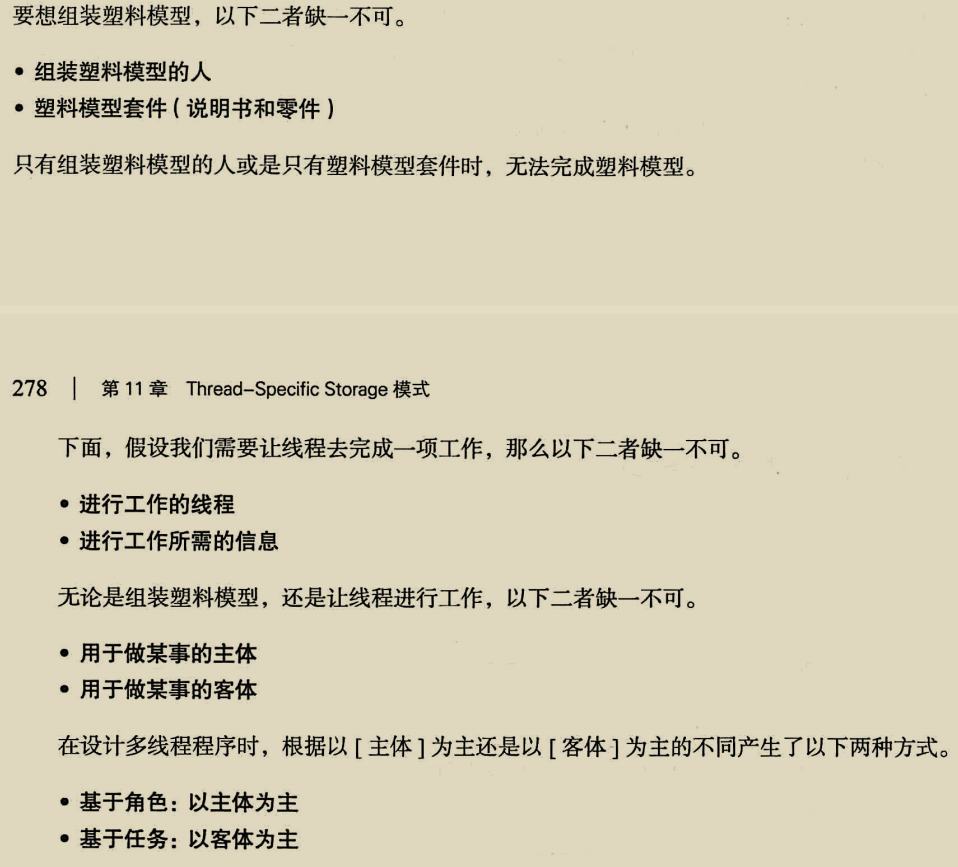 要想组装塑料模型，以下二者缺一不可。
• 组装塑料模型的人
• 塑料模型套件（说明书和零件）
只有组装塑料模型的人或是只有塑料模型套件时，无法完成塑料模型。
278 | 第 11 章 Thread-Specific Storage 模式
下面，假设我们需要让线程去完成一项工作，那么以下二者缺一不可。
• 进行工作的线程
• 进行工作所需的信息
无论是组装塑料模型，还是让线程进行工作，以下二者缺一不可。
• 用于做某事的主体
• 用于做某事的客体
在设计多线程程序时，根据以 [ 主体 ] 为主还是以 [ 客体 ] 为主的不同产生了以下两种方式。
• 基于角色：以主体为主
• 基于任务：以客体为主